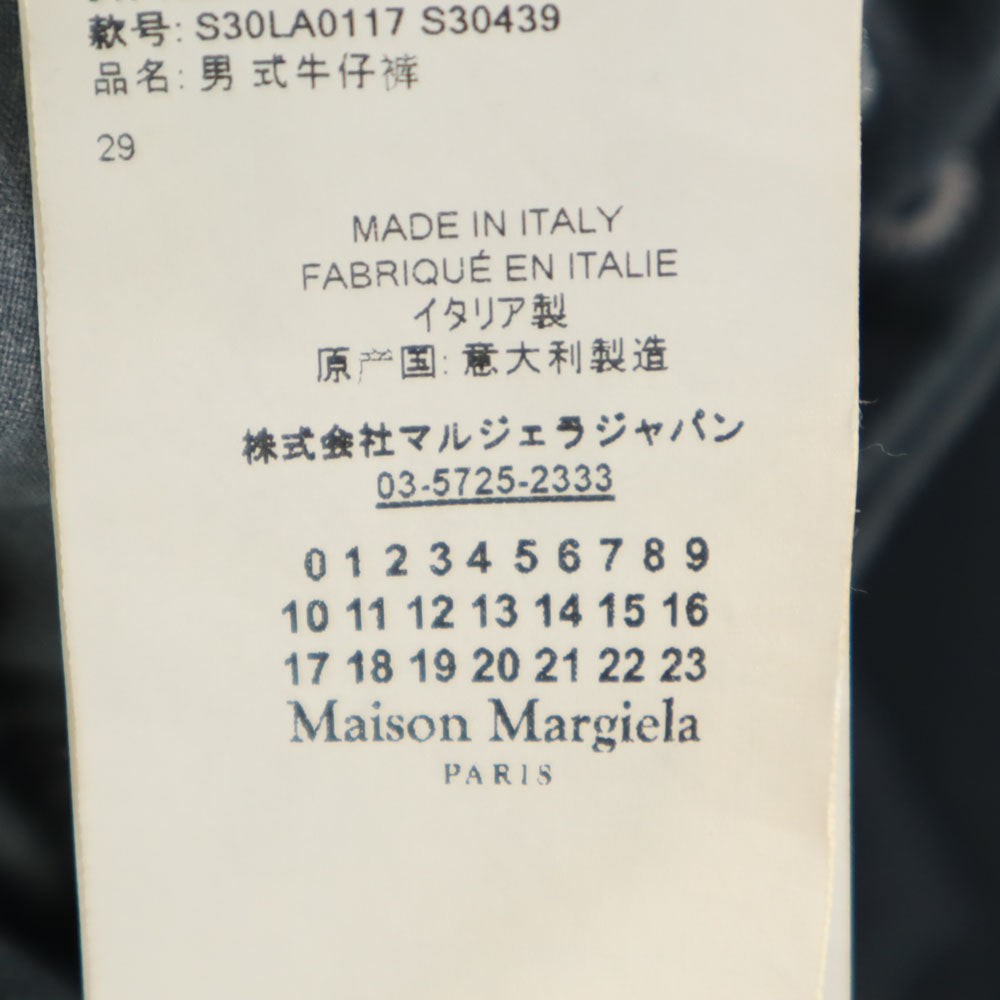 款号: S30LA0117 S30439
品名: 男式牛仔裤
29
MADE IN ITALY
FABRIQUÉ EN ITALIE
イタリア製
原产国: 意大利製造
株式会社マルジェラジャパン
03-5725-2333
0 1 2 3 4 5 6 7 8 9
10 11 12 13 14 15 16
17 18 19 20 21 22 23
Maison Margiela
PARIS